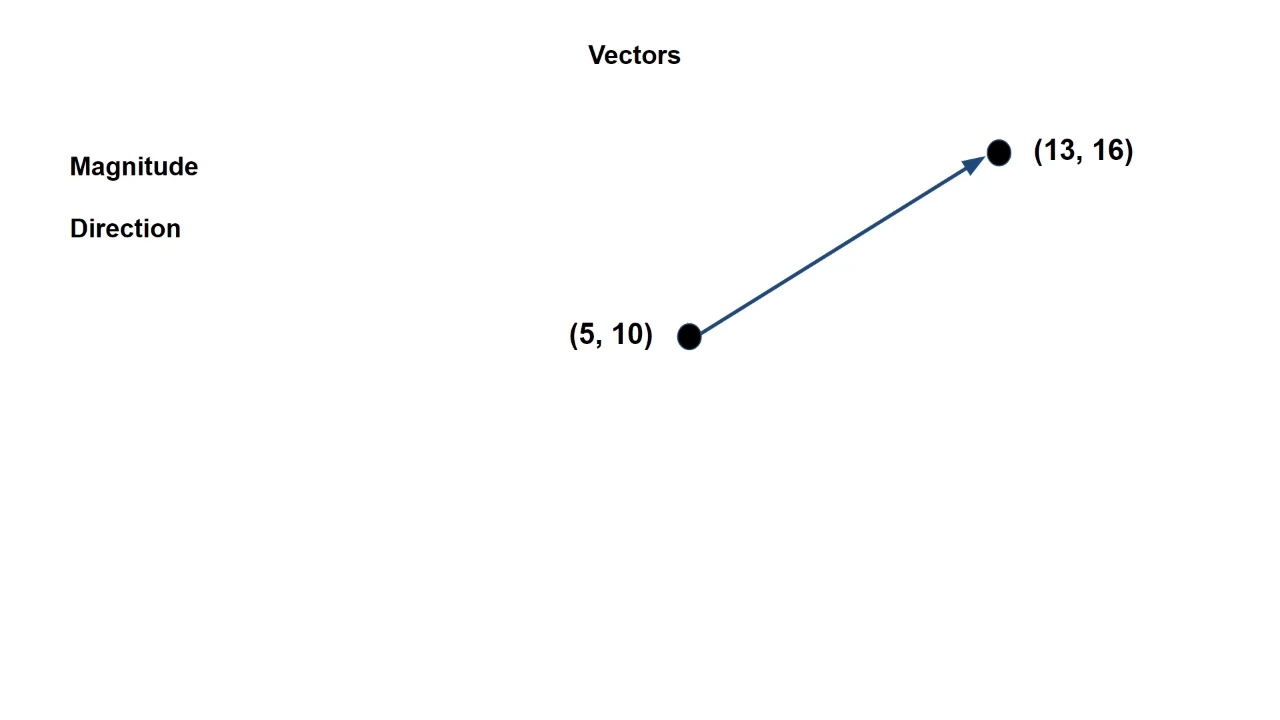 Vectors
Magnitude
(13, 16)
Direction
(5, 10)